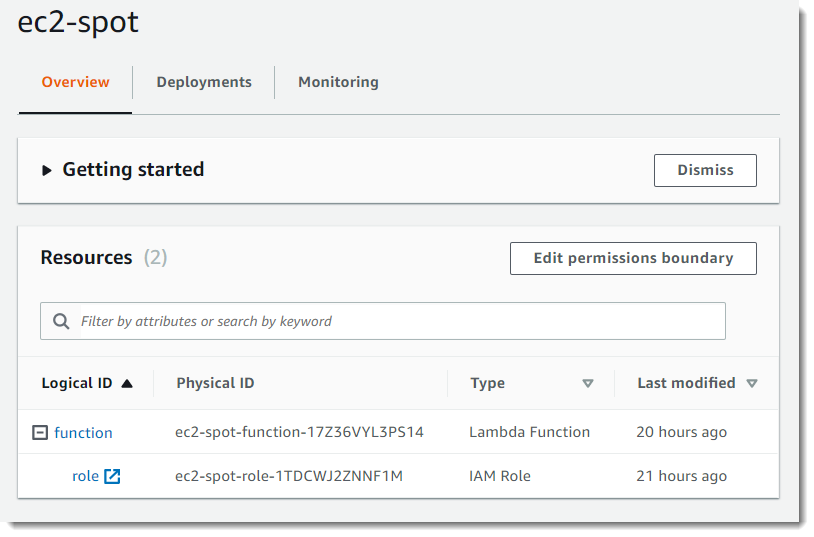 ec2-spot
Overview Deployments Monitoring
Getting started Dismiss
Resources (2) Edit permissions boundary
Filter by attributes or search by keyword
Logical ID Physical ID Type Last modified
function ec2-spot-function-17Z36VYL3PS14 Lambda Function 20 hours ago
role ec2-spot-role-1TDCWJ2ZNNF1M IAM Role 21 hours ago